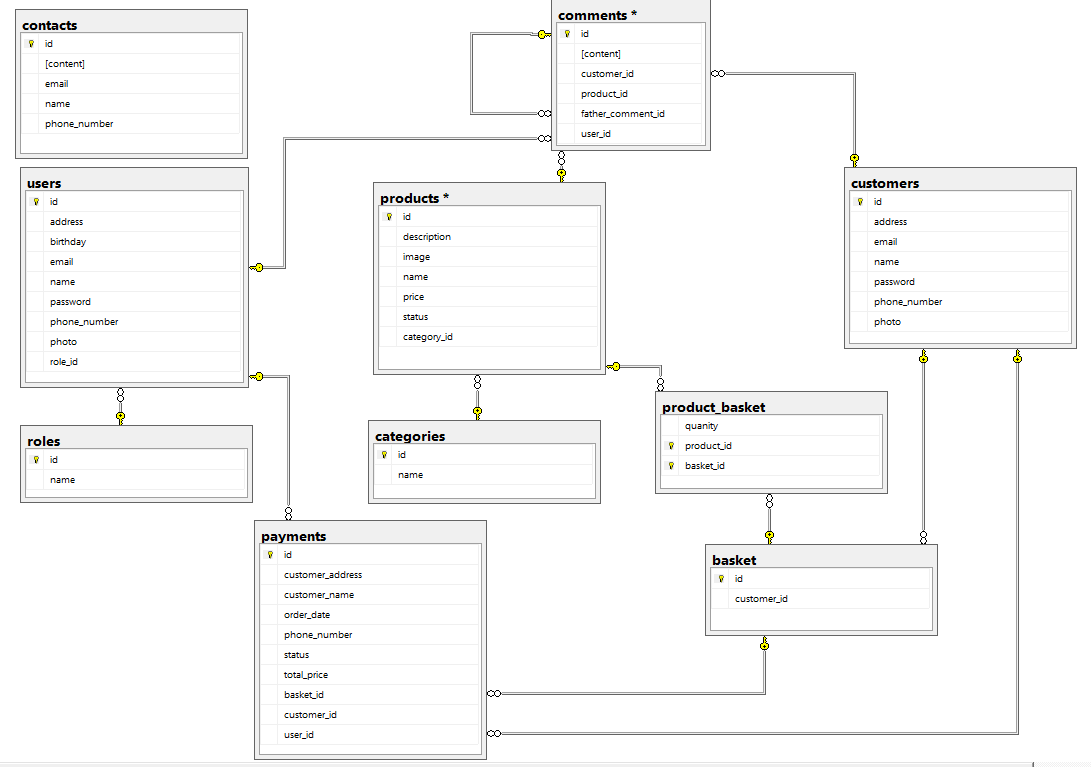 contacts
id
[content]
email
name
phone_number
comments *
id
[content]
customer_id
product_id
father_comment_id
user_id
users
id
address
birthday
email
name
password
phone_number
photo
role_id
products *
id
description
image
name
price
status
category_id
customers
id
address
email
name
password
phone_number
photo
roles
id
name
categories
id
name
product_basket
quanity
product_id
basket_id
payments
id
customer_address
customer_name
order_date
phone_number
status
total_price
basket_id
customer_id
user_id
basket
id
customer_id